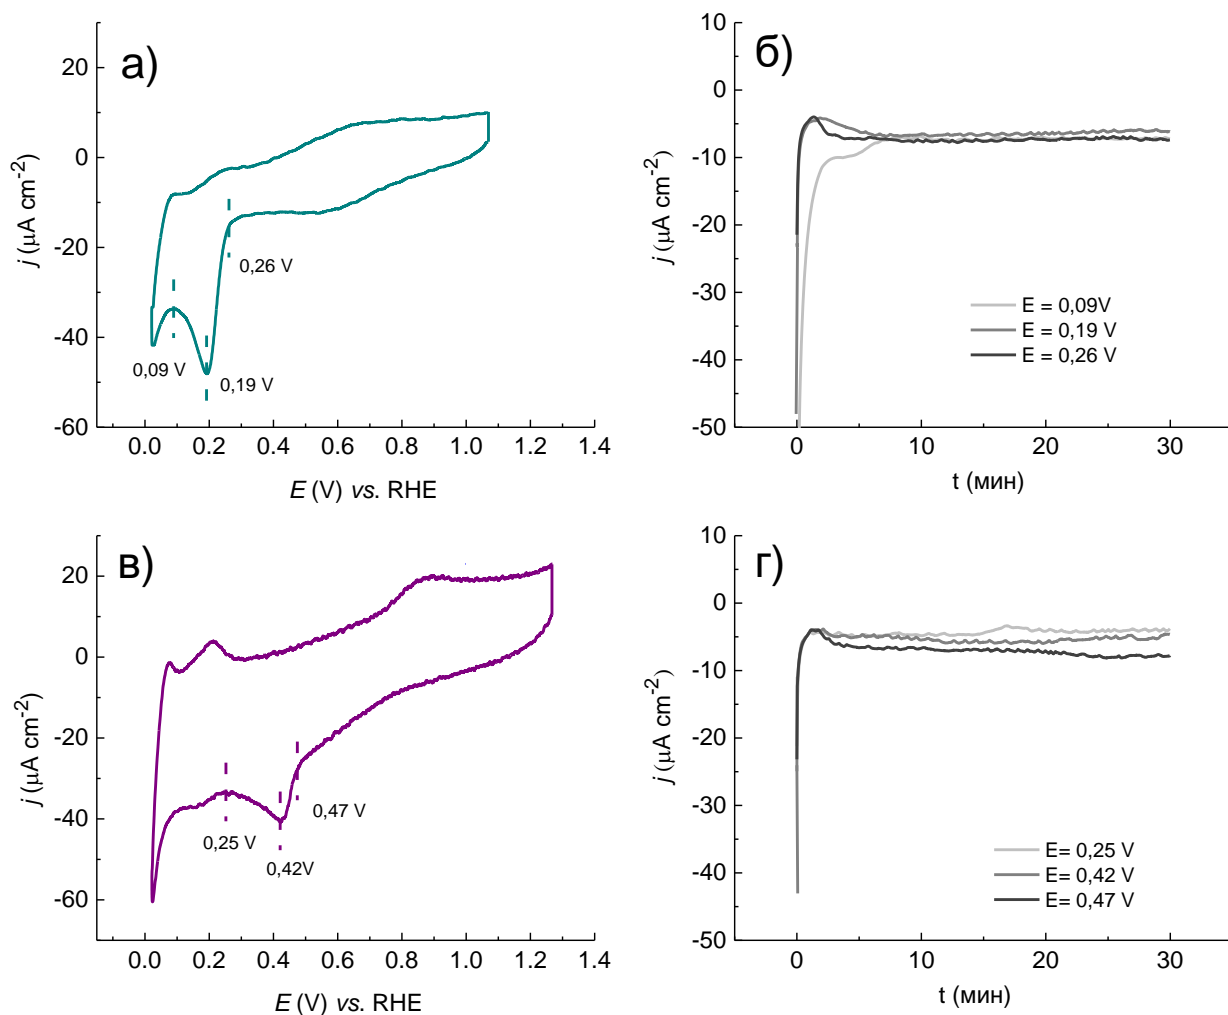 а)
20
0
-20
-40
-60
j (μA cm-2)
0,26 V
0,09 V
0,19 V
0.0 0.2 0.4 0.6 0.8 1.0 1.2 1.4
E (V) vs. RHE
б)
10
0
-10
-20
-30
-40
-50
j (μA cm-2)
E = 0,09V
E = 0,19 V
E = 0,26 V
0 10 20 30
t (мин)
в)
20
0
-20
-40
-60
j (μA cm-2)
0,47 V
0,25 V
0,42V
0.0 0.2 0.4 0.6 0.8 1.0 1.2 1.4
E (V) vs. RHE
г)
10
0
-10
-20
-30
-40
-50
j (μA cm-2)
E= 0,25 V
E= 0,42 V
E= 0,47 V
0 10 20 30
t (мин)